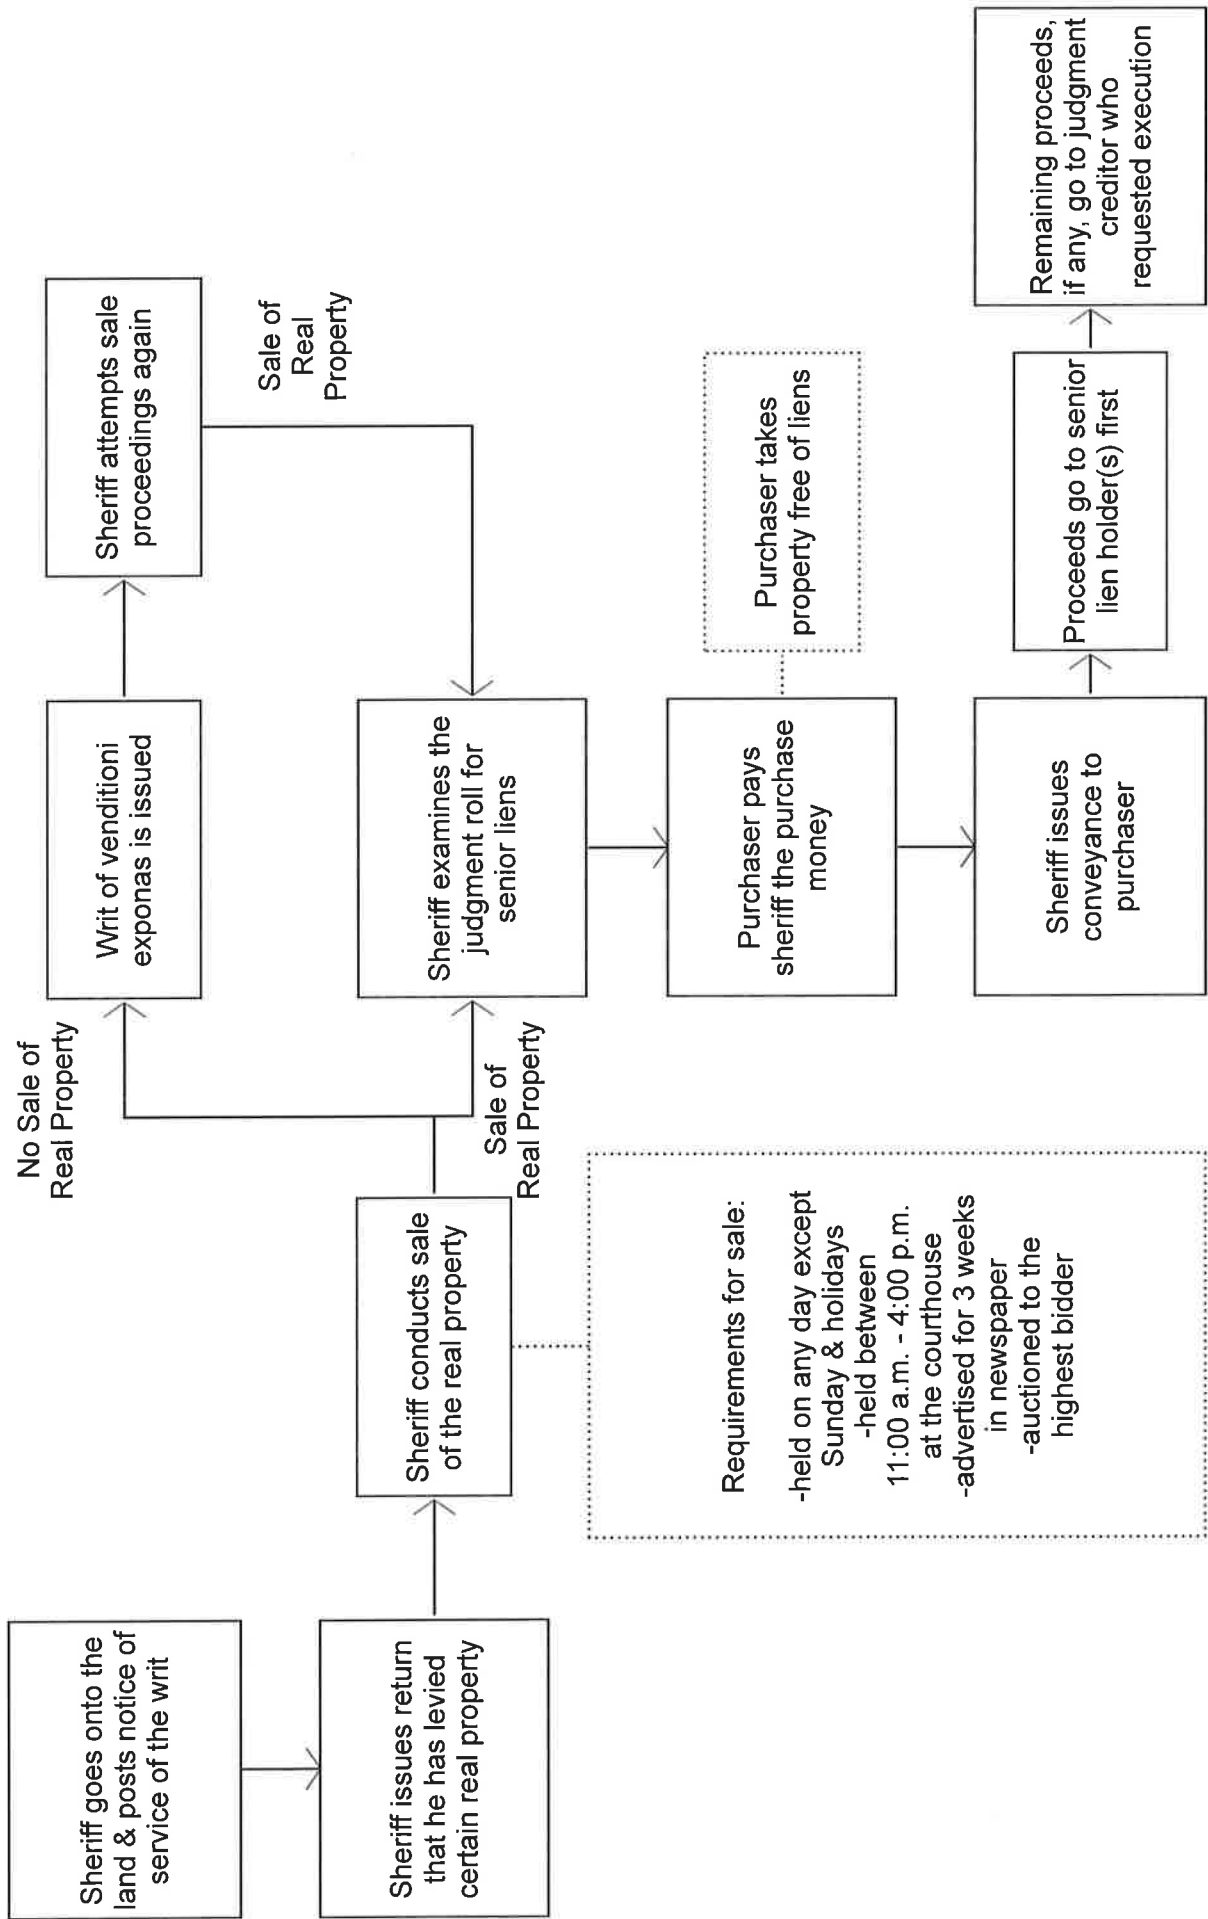 Sheriff goes onto the
land & posts notice of
service of the writ
Sheriff issues return
that he has levied
certain real property
Sheriff conducts sale
of the real property
Requirements for sale:
-held on any day except
Sunday & holidays
-held between
11:00 a.m. - 4:00 p.m.
at the courthouse
-advertised for 3 weeks
in newspaper
-auctioned to the
highest bidder
No Sale of
Real Property
Writ of venditioni
exponas is issued
Sheriff attempts sale
proceedings again
Sale of
Real
Property
Sale of
Real Property
Sheriff examines the
judgment roll for
senior liens
Purchaser pays
sheriff the purchase
money
Purchaser takes
property free of liens
Sheriff issues
conveyance to
purchaser
Proceeds go to senior
lien holder(s) first
Remaining proceeds,
if any, go to judgment
creditor who
requested execution